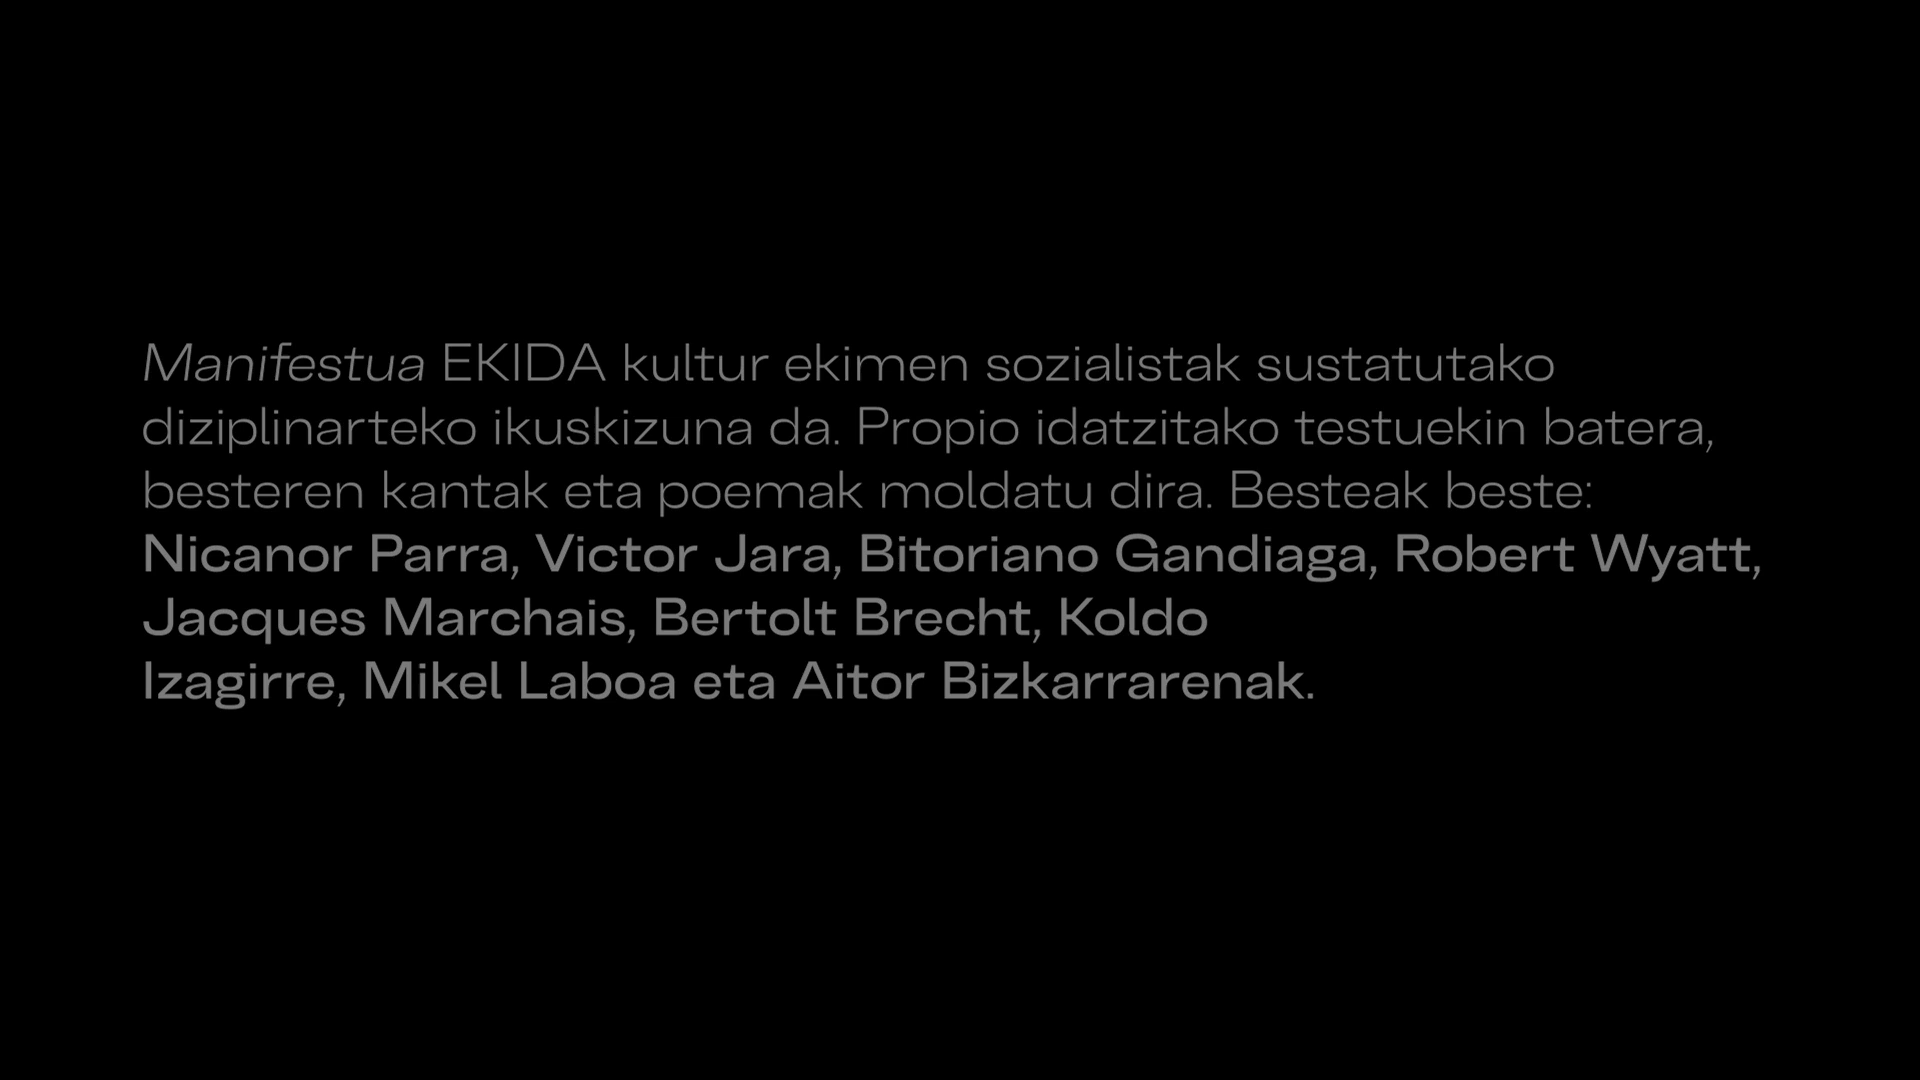 Manifestua EKIDA kultur ekimen sozialistak sustatutako
diziplinarteko ikuskizuna da. Propio idatzitako testuekin batera,
besteren kantak eta poemak moldatu dira. Besteak beste:
Nicanor Parra, Victor Jara, Bitoriano Gandiaga, Robert Wyatt,
Jacques Marchais, Bertolt Brecht, Koldo
Izagirre, Mikel Laboa eta Aitor Bizkarrarenak.